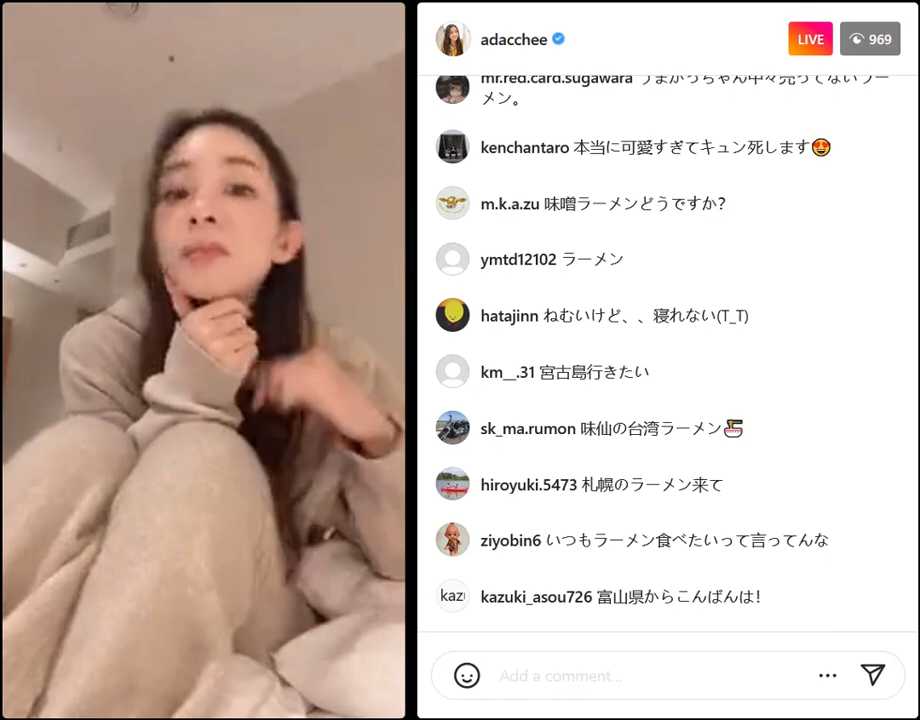 adacchee
LIVE
969
mr.red.card.sugawara うまかっちゃん中々売ってないラー
メン。
kenchantaro 本当に可愛すぎてキュン死します😍
m.k.a.zu 味噌ラーメンどうですか?
ymtd12102 ラーメン
hatajinn ねむいけど、、寝れない(T_T)
km__.31 宮古島行きたい
sk_ma.rumon 味仙の台湾ラーメン🍜
hiroyuki.5473 札幌のラーメン来て
ziyobin6 いつもラーメン食べたいって言ってんな
kazu
kazuki_asou726 富山県からこんばんは!
Add a comment...